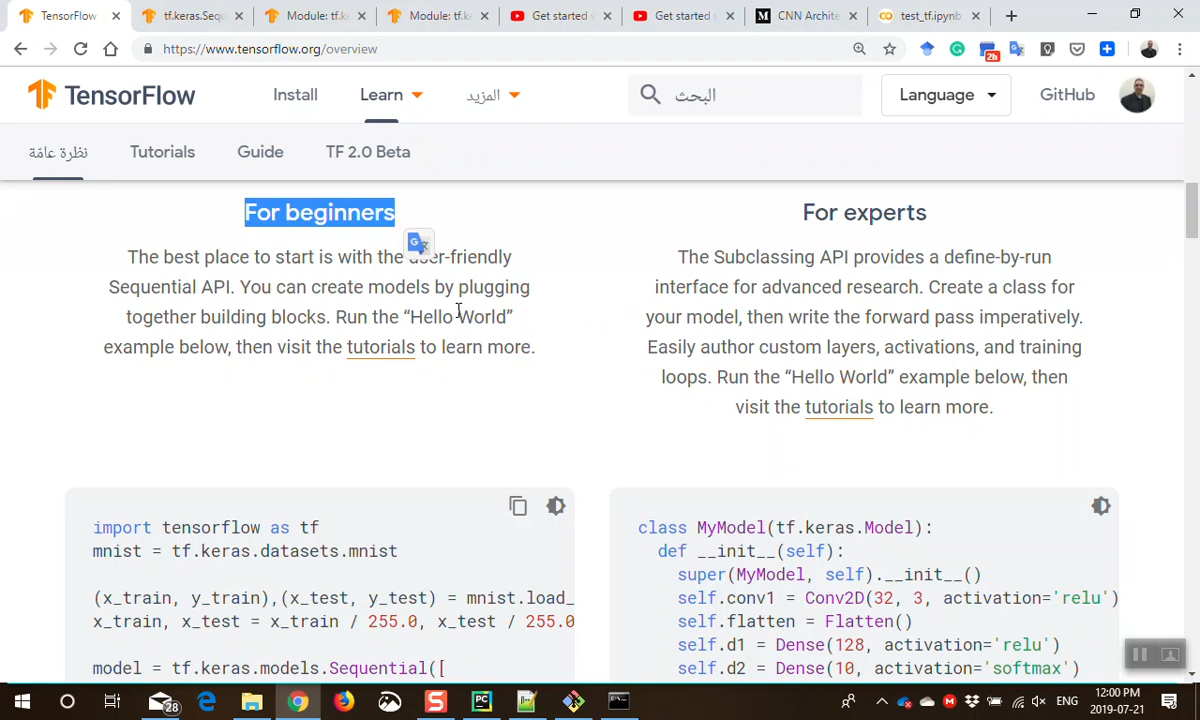 TensorFlow
tf.keras.Sequ
Module: tf.ke
Module: tf.k
Get started
Get started
CNN Archite
test_tf.ipynb
https://www.tensorflow.org/overview
2h
TensorFlow
Install
Learn
المزيد
البحث
Language
GitHub
نظرة عامّة
Tutorials
Guide
TF 2.0 Beta
For beginners
The best place to start is with the user-friendly
Sequential API. You can create models by plugging
together building blocks. Run the “Hello World”
example below, then visit the tutorials to learn more.
For experts
The Subclassing API provides a define-by-run
interface for advanced research. Create a class for
your model, then write the forward pass imperatively.
Easily author custom layers, activations, and training
loops. Run the “Hello World” example below, then
visit the tutorials to learn more.
import tensorflow as tf
mnist = tf.keras.datasets.mnist
(x_train, y_train),(x_test, y_test) = mnist.load_
x_train, x_test = x_train / 255.0, x_test / 255.0
model = tf.keras.models.Sequential([
class MyModel(tf.keras.Model):
def __init__(self):
super(MyModel, self).__init__()
self.conv1 = Conv2D(32, 3, activation='relu')
self.flatten = Flatten()
self.d1 = Dense(128, activation='relu')
self.d2 = Dense(10, activation='softmax')
28
ENG
12:00 PM
2019-07-21